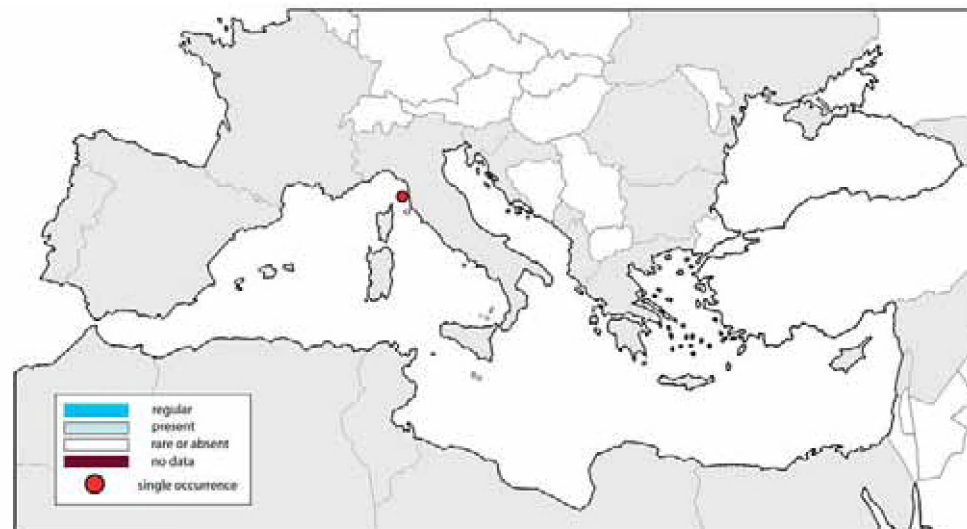 regular
present
rare or absent
no data
single occurrence